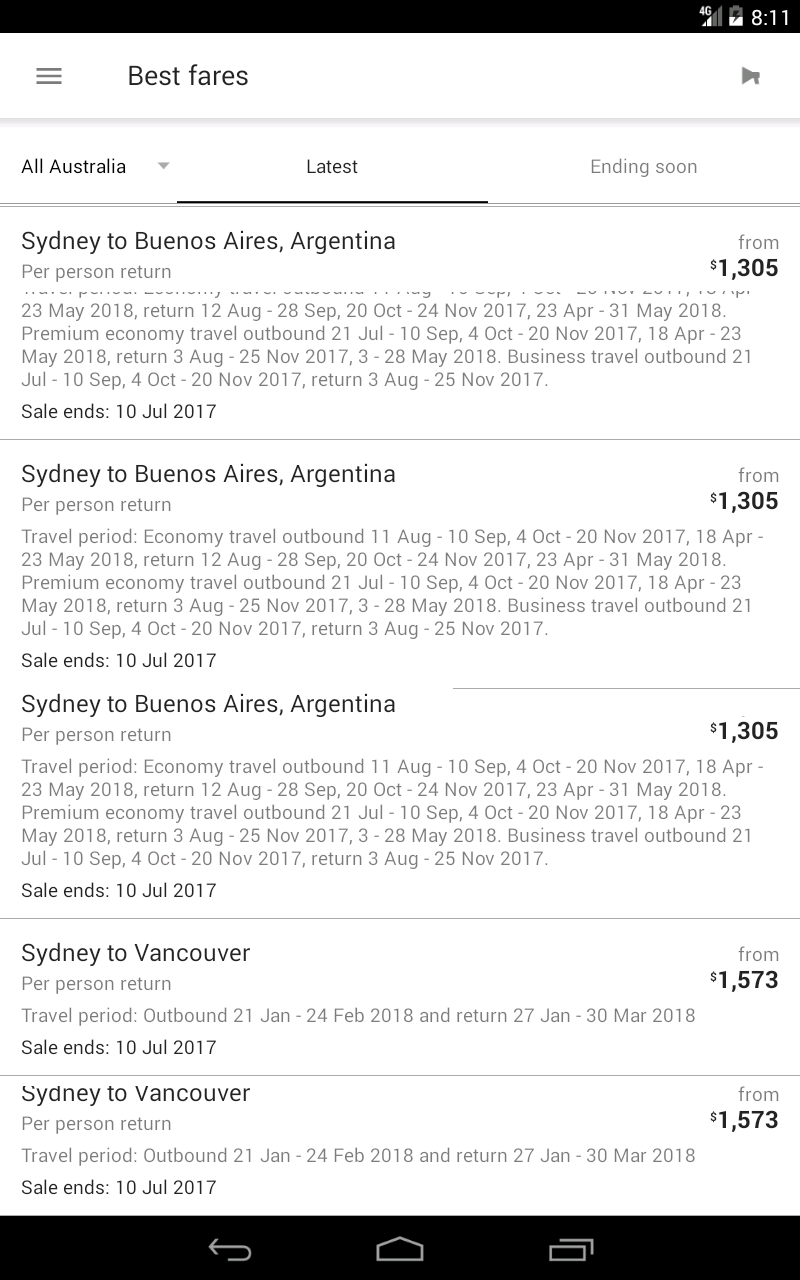 4G 8:11
Best fares
All Australia Latest Ending soon
Sydney to Buenos Aires, Argentina from
Per person return $1,305
23 May 2018, return 12 Aug - 28 Sep, 20 Oct - 24 Nov 2017, 23 Apr - 31 May 2018.
Premium economy travel outbound 21 Jul - 10 Sep, 4 Oct - 20 Nov 2017, 18 Apr - 23
May 2018, return 3 Aug - 25 Nov 2017, 3 - 28 May 2018. Business travel outbound 21
Jul - 10 Sep, 4 Oct - 20 Nov 2017, return 3 Aug - 25 Nov 2017.
Sale ends: 10 Jul 2017
Sydney to Buenos Aires, Argentina from
Per person return $1,305
Travel period: Economy travel outbound 11 Aug - 10 Sep, 4 Oct - 20 Nov 2017, 18 Apr -
23 May 2018, return 12 Aug - 28 Sep, 20 Oct - 24 Nov 2017, 23 Apr - 31 May 2018.
Premium economy travel outbound 21 Jul - 10 Sep, 4 Oct - 20 Nov 2017, 18 Apr - 23
May 2018, return 3 Aug - 25 Nov 2017, 3 - 28 May 2018. Business travel outbound 21
Jul - 10 Sep, 4 Oct - 20 Nov 2017, return 3 Aug - 25 Nov 2017.
Sale ends: 10 Jul 2017
Sydney to Buenos Aires, Argentina
Per person return $1,305
Travel period: Economy travel outbound 11 Aug - 10 Sep, 4 Oct - 20 Nov 2017, 18 Apr -
23 May 2018, return 12 Aug - 28 Sep, 20 Oct - 24 Nov 2017, 23 Apr - 31 May 2018.
Premium economy travel outbound 21 Jul - 10 Sep, 4 Oct - 20 Nov 2017, 18 Apr - 23
May 2018, return 3 Aug - 25 Nov 2017, 3 - 28 May 2018. Business travel outbound 21
Jul - 10 Sep, 4 Oct - 20 Nov 2017, return 3 Aug - 25 Nov 2017.
Sale ends: 10 Jul 2017
Sydney to Vancouver from
Per person return $1,573
Travel period: Outbound 21 Jan - 24 Feb 2018 and return 27 Jan - 30 Mar 2018
Sale ends: 10 Jul 2017
Sydney to Vancouver from
Per person return $1,573
Travel period: Outbound 21 Jan - 24 Feb 2018 and return 27 Jan - 30 Mar 2018
Sale ends: 10 Jul 2017